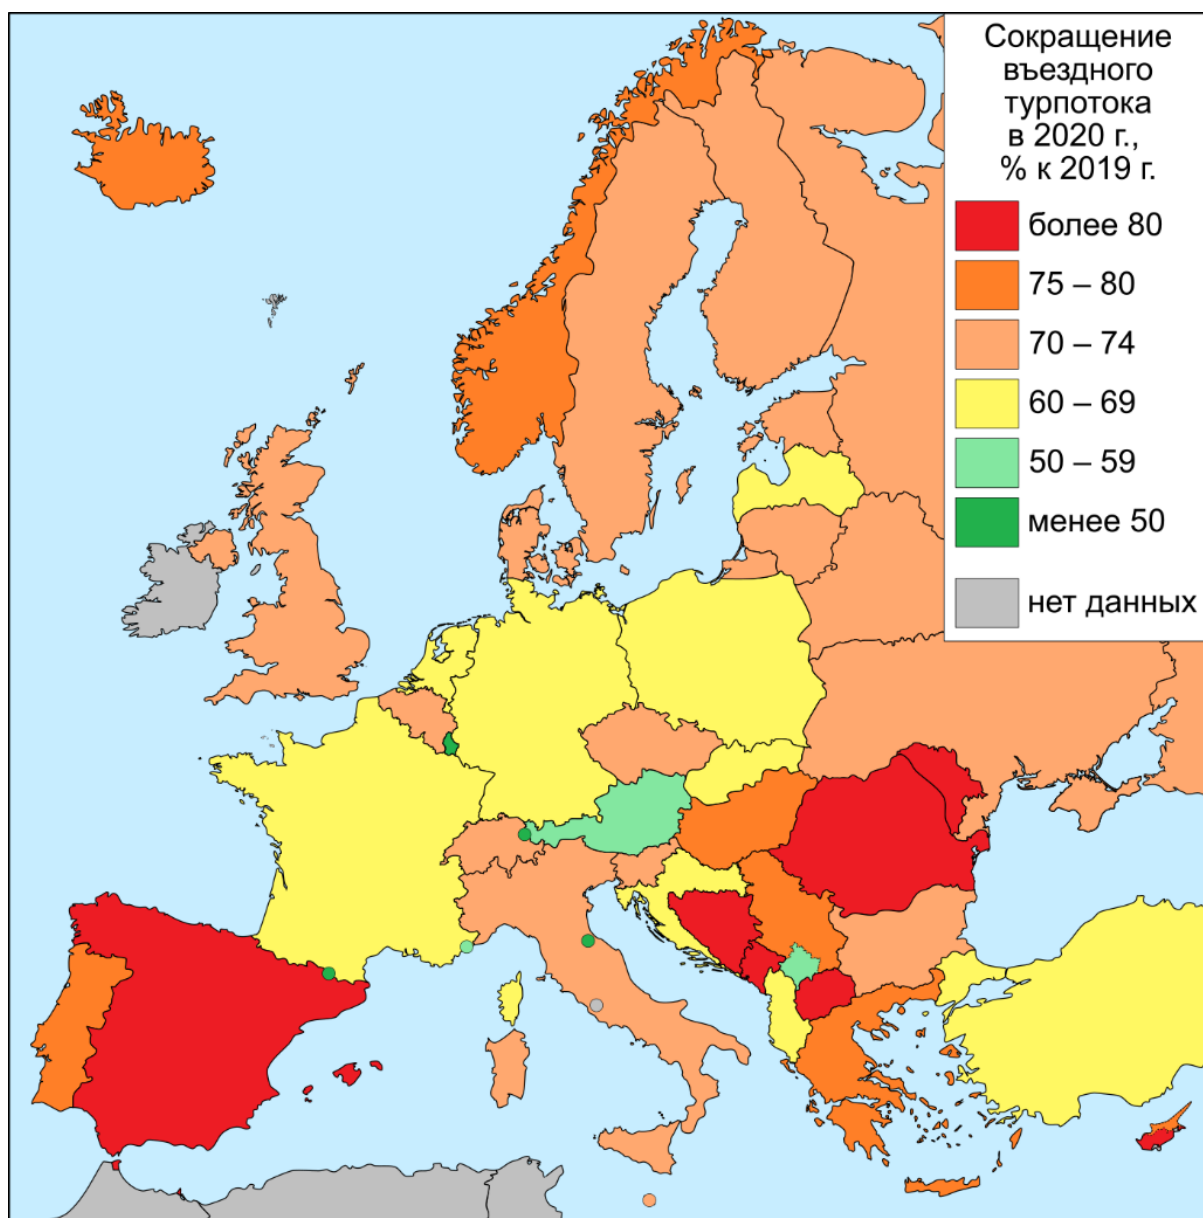 Сокращение
въездного
турпотока
в 2020 г.,
% к 2019 г.
более 80
75 – 80
70 – 74
60 – 69
50 – 59
менее 50
нет данных